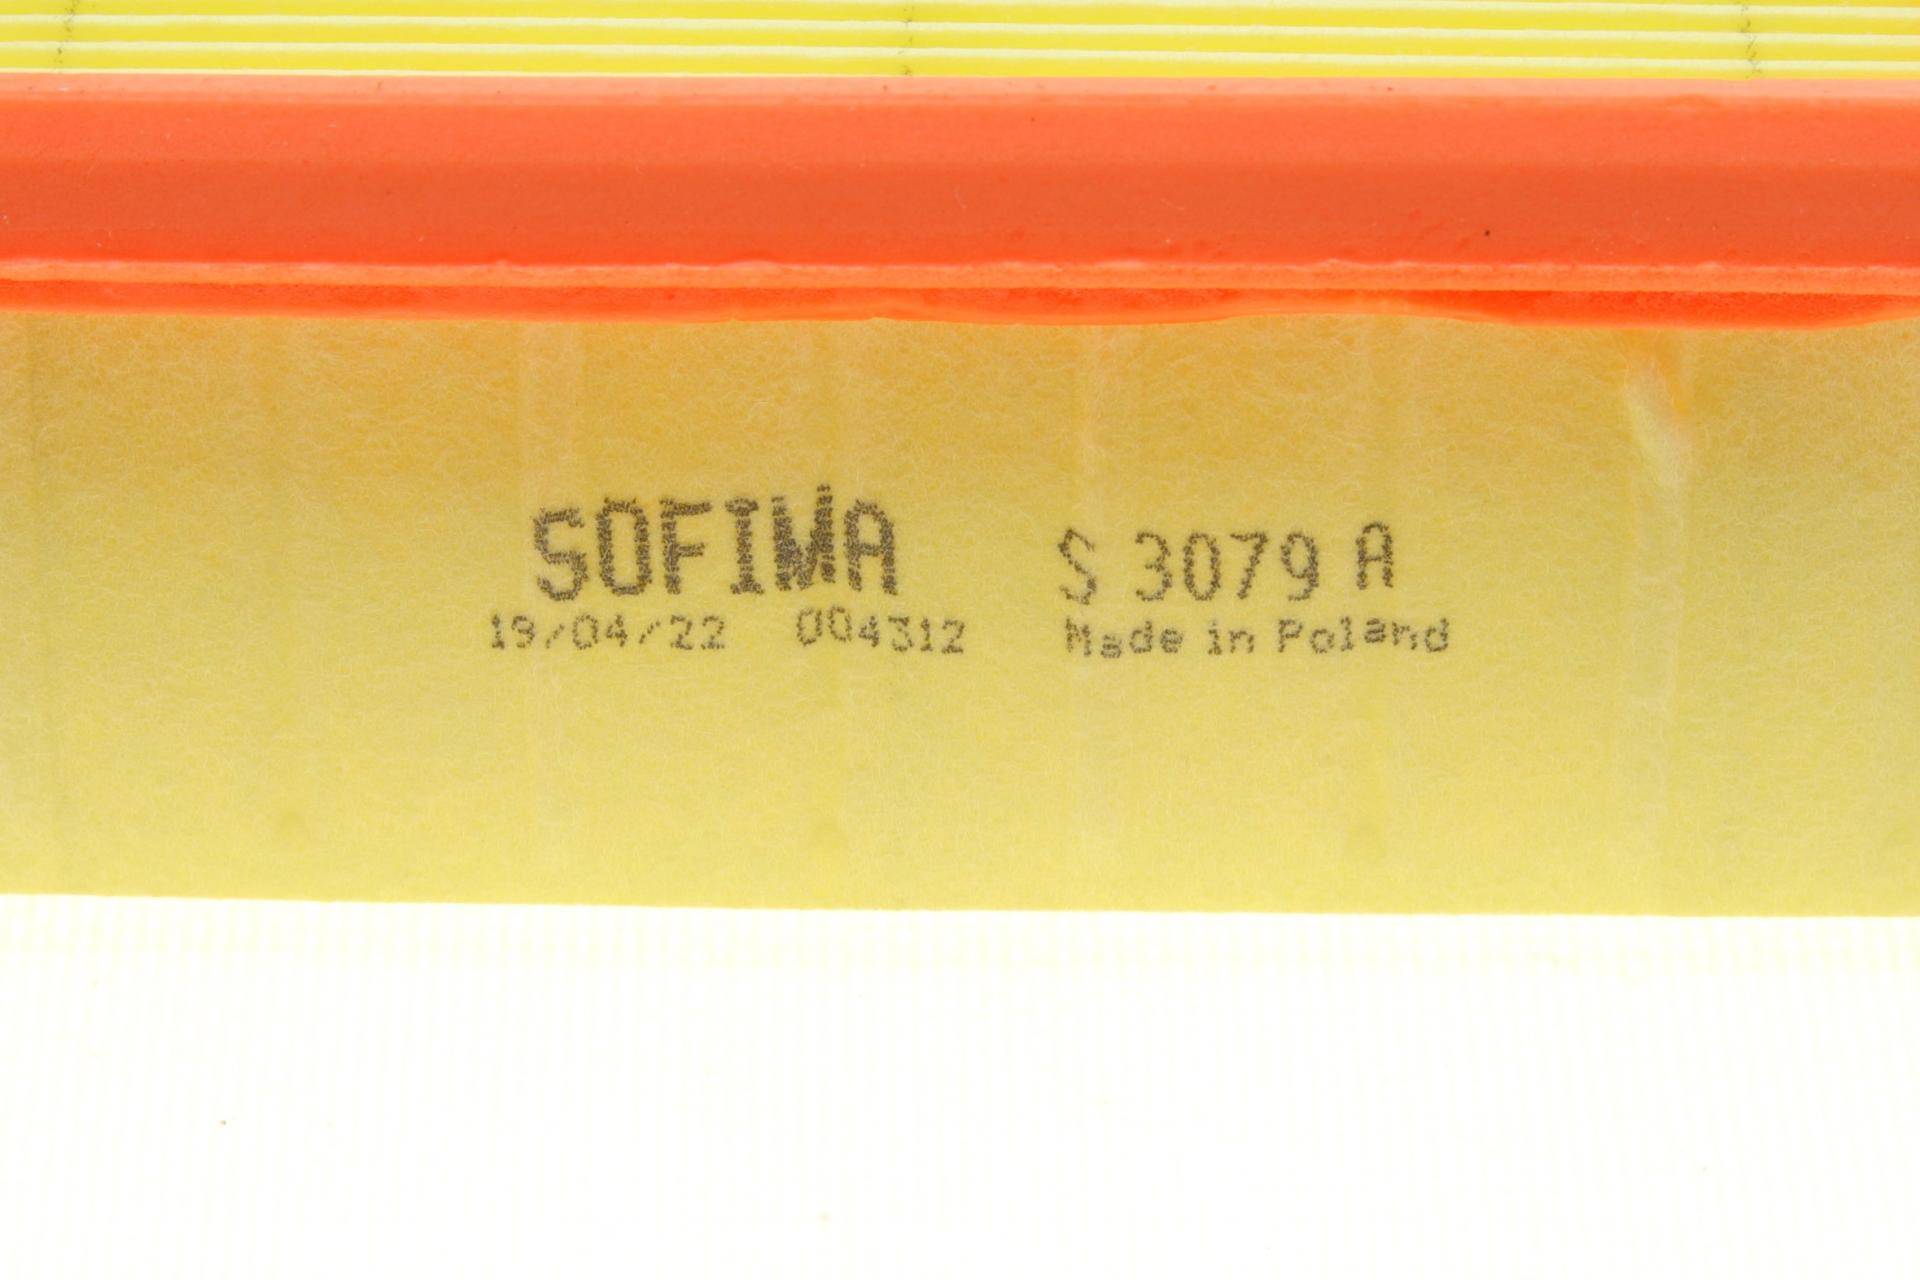 SOFIMA S 3079 A
19/04/22 004312 Made in Poland